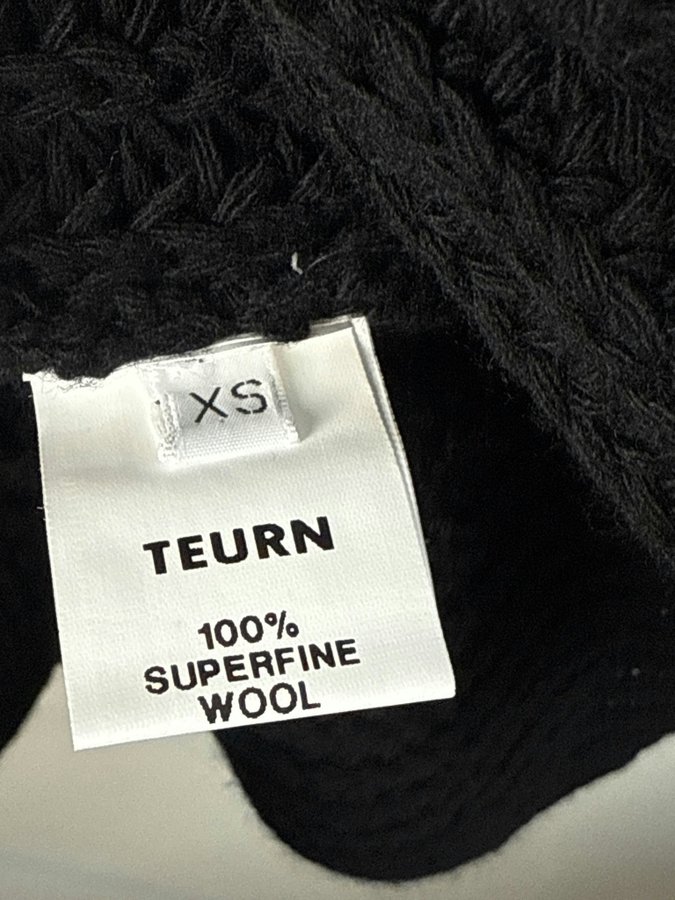 XS
TEURN
100%
SUPERFINE
WOOL